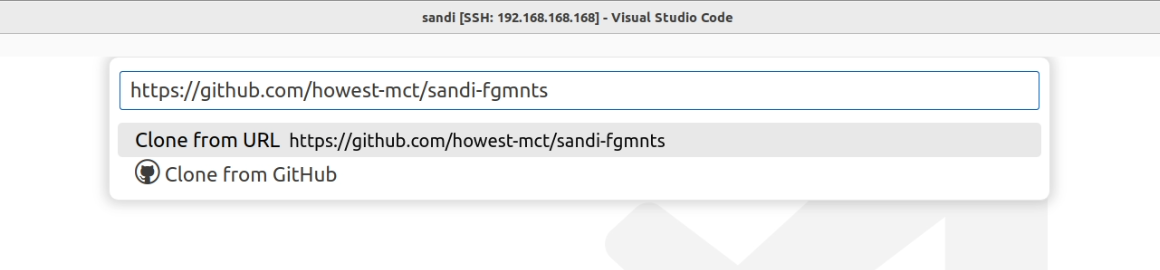 sandi [SSH: 192.168.168.168] - Visual Studio Code
https://github.com/howest-mct/sandi-fgmnts
Clone from URL https://github.com/howest-mct/sandi-fgmnts
Clone from GitHub